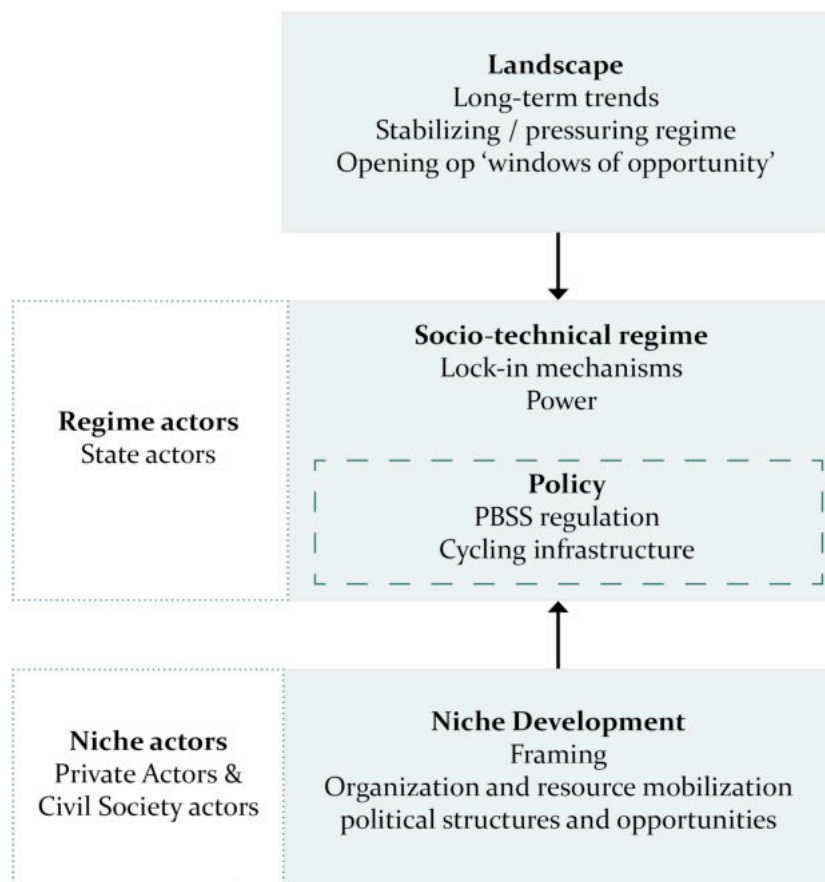 Landscape
Long-term trends
Stabilizing / pressuring regime
Opening op ‘windows of opportunity’
Regime actors
State actors
Socio-technical regime
Lock-in mechanisms
Power
Policy
PBSS regulation
Cycling infrastructure
Niche actors
Private Actors &
Civil Society actors
Niche Development
Framing
Organization and resource mobilization
political structures and opportunities